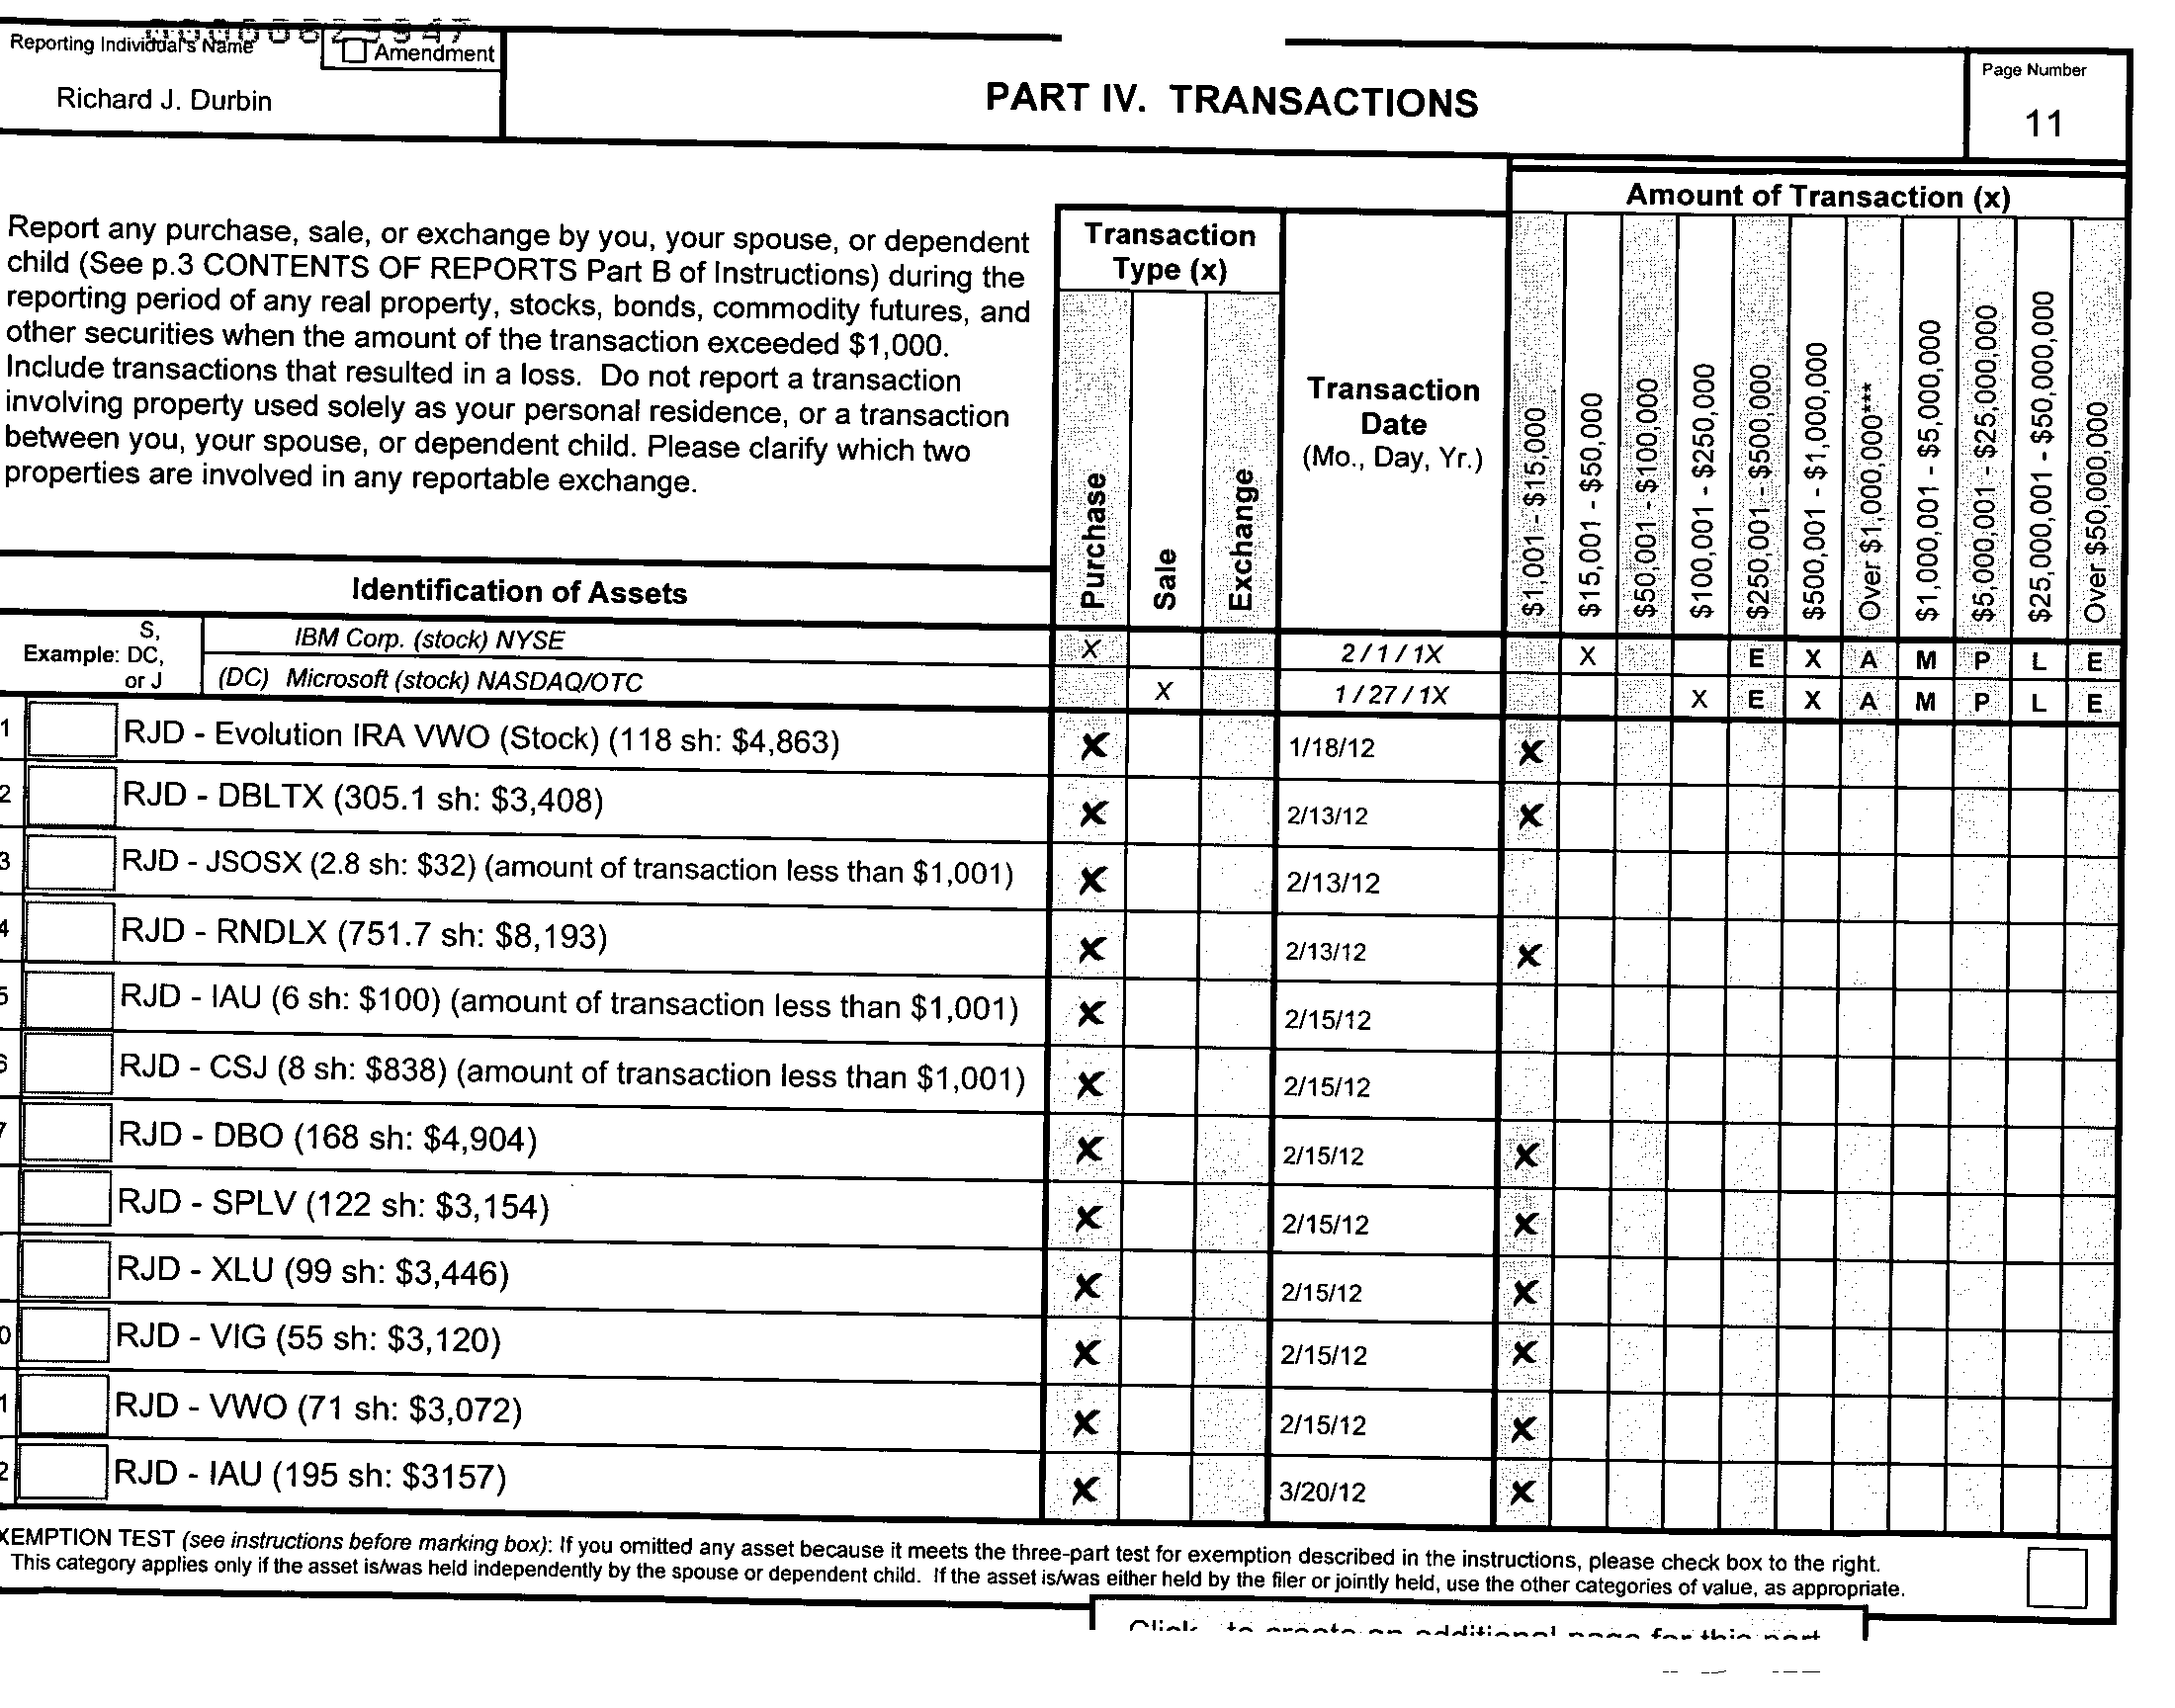 Reporting Individual's Name
Amendment
Richard J. Durbin
PART IV. TRANSACTIONS
Page Number
11
Report any purchase, sale, or exchange by you, your spouse, or dependent
child (See p.3 CONTENTS OF REPORTS Part B of Instructions) during the
reporting period of any real property, stocks, bonds, commodity futures, and
other securities when the amount of the transaction exceeded $1,000.
Include transactions that resulted in a loss. Do not report a transaction
involving property used solely as your personal residence, or a transaction
between you, your spouse, or dependent child. Please clarify which two
properties are involved in any reportable exchange.
Transaction
Type (x)
Purchase
Sale
Exchange
Transaction
Date
(Mo., Day, Yr.)
Amount of Transaction (x)
$1,001 - $15,000
$15,001 - $50,000
$50,001 - $100,000
$100,001 - $250,000
$250,001 - $500,000
$500,001 - $1,000,000
Over $1,000,000***
$1,000,001 - $5,000,000
$5,000,001 - $25,000,000
$25,000,001 - $50,000,000
Over $50,000,000
Identification of Assets
Example: S, DC, or J
IBM Corp. (stock) NYSE X 2 / 1 / 1X X E X A M P L E
(DC) Microsoft (stock) NASDAQ/OTC X 1 / 27 / 1X X E X A M P L E
1 RJD - Evolution IRA VWO (Stock) (118 sh: $4,863) X 1/18/12 X
2 RJD - DBLTX (305.1 sh: $3,408) X 2/13/12 X
3 RJD - JSOSX (2.8 sh: $32) (amount of transaction less than $1,001) X 2/13/12
4 RJD - RNDLX (751.7 sh: $8,193) X 2/13/12 X
5 RJD - IAU (6 sh: $100) (amount of transaction less than $1,001) X 2/15/12
6 RJD - CSJ (8 sh: $838) (amount of transaction less than $1,001) X 2/15/12
7 RJD - DBO (168 sh: $4,904) X 2/15/12 X
RJD - SPLV (122 sh: $3,154) X 2/15/12 X
RJD - XLU (99 sh: $3,446) X 2/15/12 X
0 RJD - VIG (55 sh: $3,120) X 2/15/12 X
1 RJD - VWO (71 sh: $3,072) X 2/15/12 X
2 RJD - IAU (195 sh: $3157) X 3/20/12 X
XEMPTION TEST (see instructions before marking box): If you omitted any asset because it meets the three-part test for exemption described in the instructions, please check box to the right.
This category applies only if the asset is/was held independently by the spouse or dependent child. If the asset is/was either held by the filer or jointly held, use the other categories of value, as appropriate.
Click to create an additional page for this part